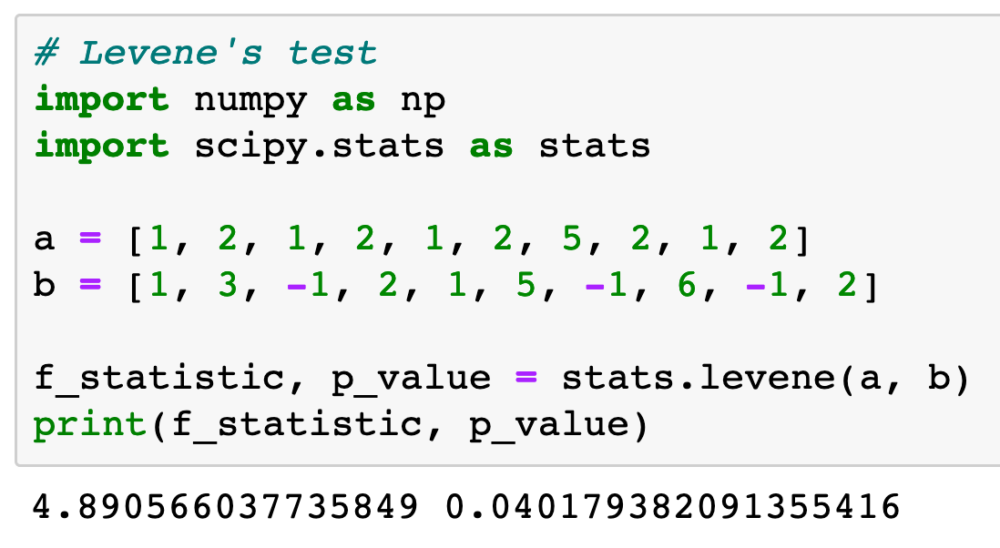 # Levene's test
import numpy as np
import scipy.stats as stats
a = [1, 2, 1, 2, 1, 2, 5, 2, 1, 2]
b = [1, 3, -1, 2, 1, 5, -1, 6, -1, 2]
f_statistic, p_value = stats.levene(a, b)
print(f_statistic, p_value)
4.890566037735849 0.040179382091355416